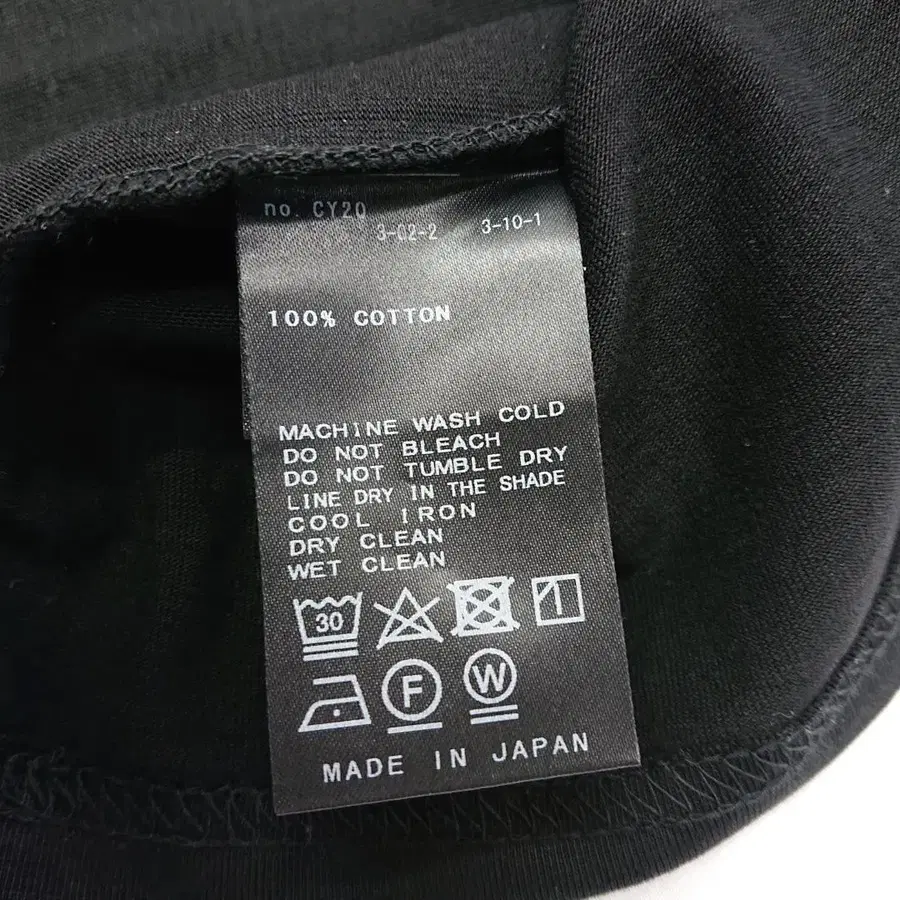 no. CY20
3-02-2 3-10-1
100% COTTON
MACHINE WASH COLD
DO NOT BLEACH
DO NOT TUMBLE DRY
LINE DRY IN THE SHADE
COOL IRON
DRY CLEAN
WET CLEAN
30
F W
MADE IN JAPAN